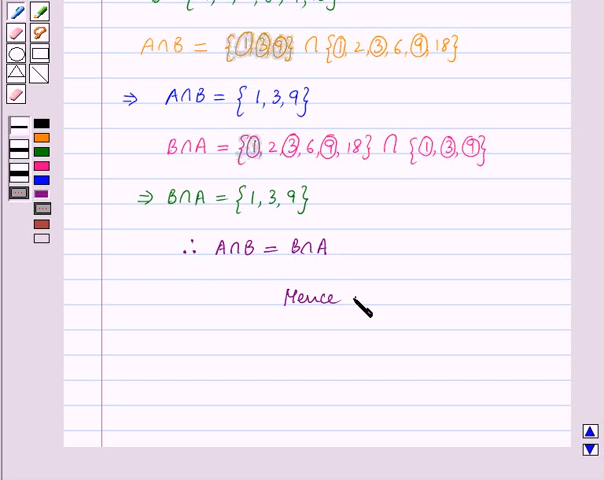 A∩B = {1, 3, 9} ∩ {1, 2, 3, 6, 9, 18}
⇒ A∩B = {1, 3, 9}
B∩A = {1, 2, 3, 6, 9, 18} ∩ {1, 3, 9}
⇒ B∩A = {1, 3, 9}
∴ A∩B = B∩A
Hence